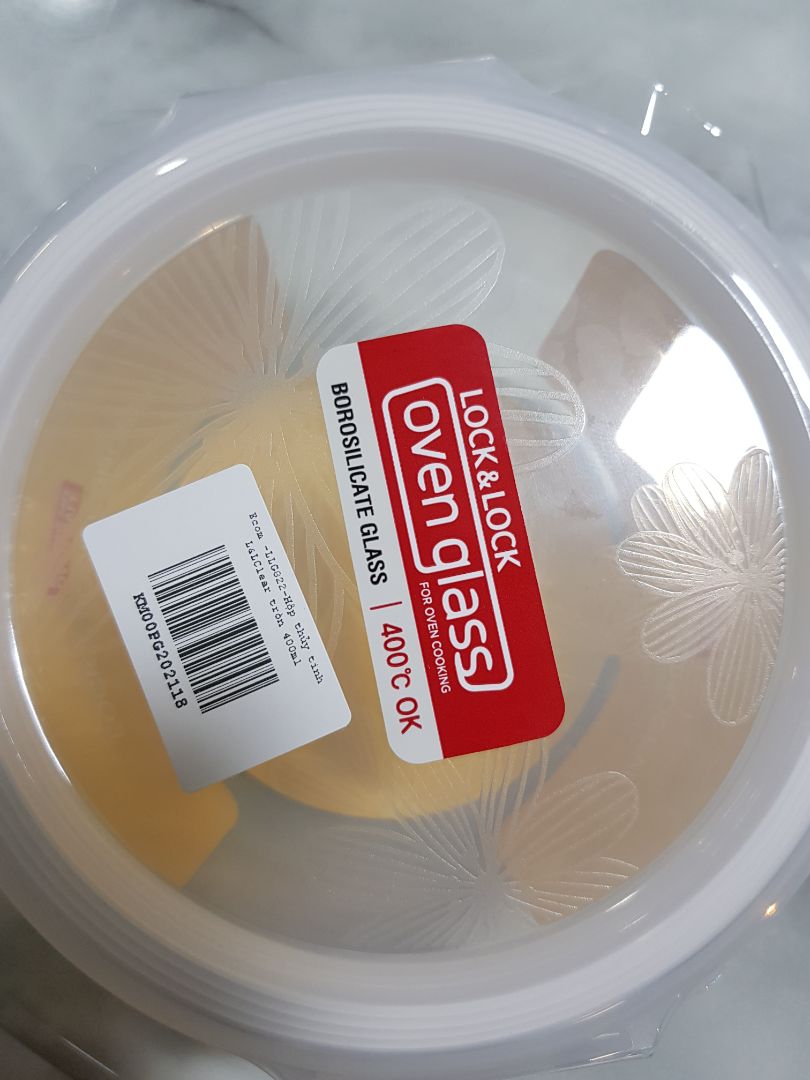 LOCK & LOCK
oven glass
FOR OVEN COOKING
BOROSILICATE GLASS | 400°C OK
Ecom -LLG822-Hộp thủy tinh
L&LClear tròn 400ml
KM00PG202118